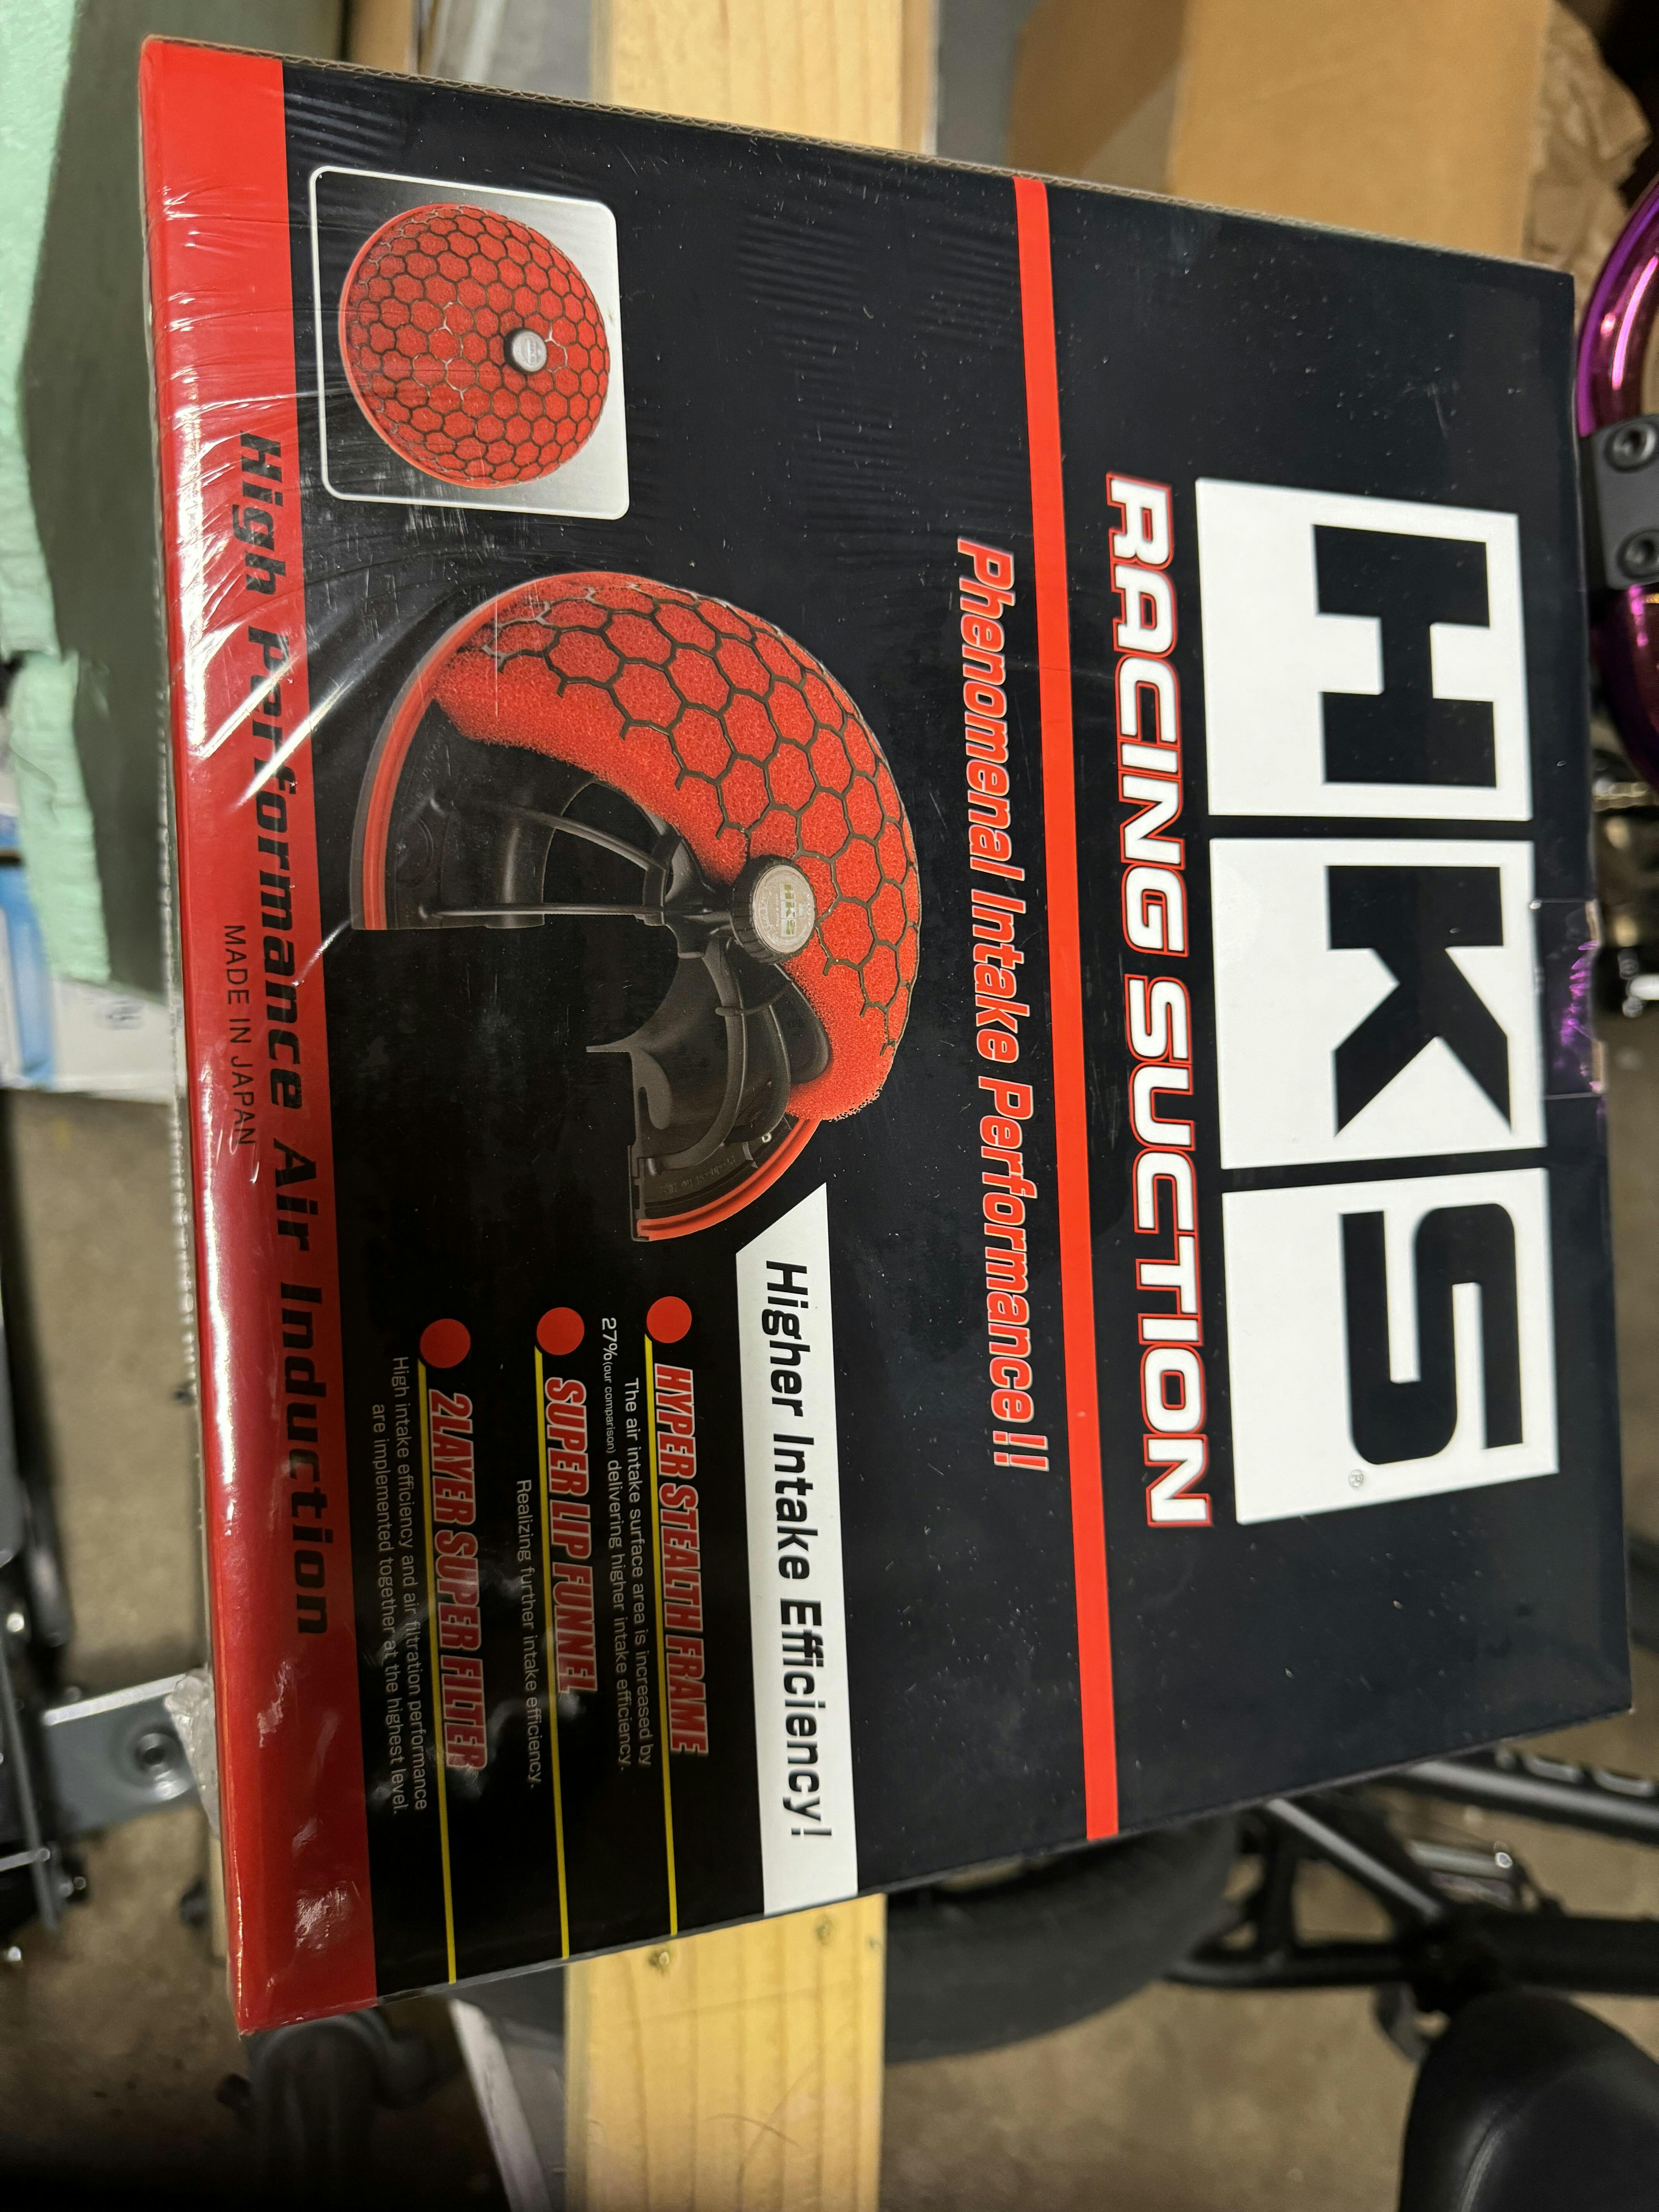 HKS®
RACING SUCTION
Phenomenal Intake Performance!!
HKS
Higher Intake Efficiency!
HYPER STEALTH FRAME
The air intake surface area is increased by
27%(our comparison) delivering higher intake efficiency.
SUPER LIP FUNNEL
Realizing further intake efficiency.
2LAYER SUPER FILTER
High intake efficiency and air filtration performance
are implemented together at the highest level.
High Performance Air Induction
MADE IN JAPAN